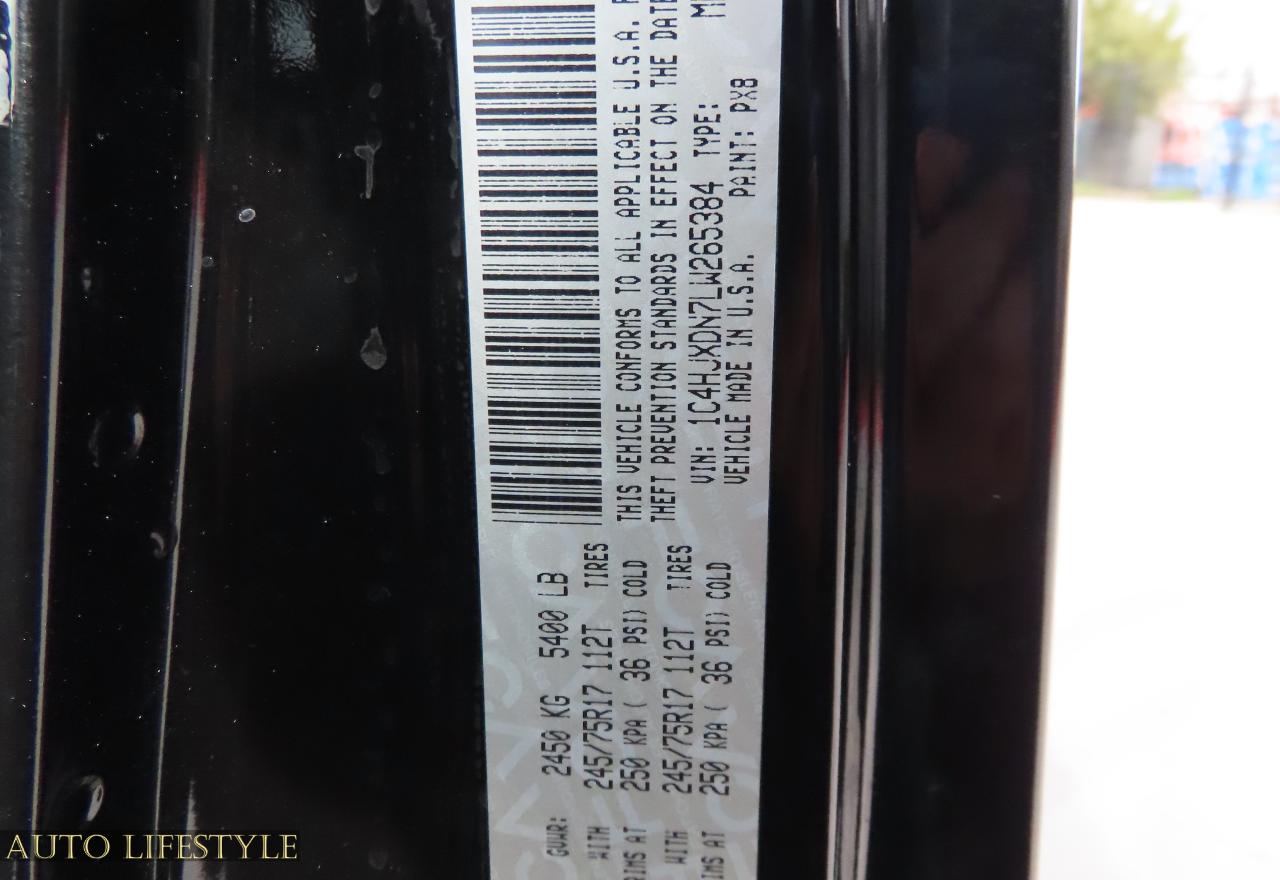 GVWR: 2450 KG 5400 LB
WITH 245/75R17 112T TIRES
RIMS AT 250 KPA ( 36 PSI) COLD
WITH 245/75R17 112T TIRES
IMS AT 250 KPA ( 36 PSI) COLD
THIS VEHICLE CONFORMS TO ALL APPLICABLE U.S.A.
THEFT PREVENTION STANDARDS IN EFFECT ON THE DATE
VIN: 1C4HJXDN7LW265384 TYPE:
VEHICLE MADE IN U.S.A. PAINT: PX8
AUTO LIFESTYLE